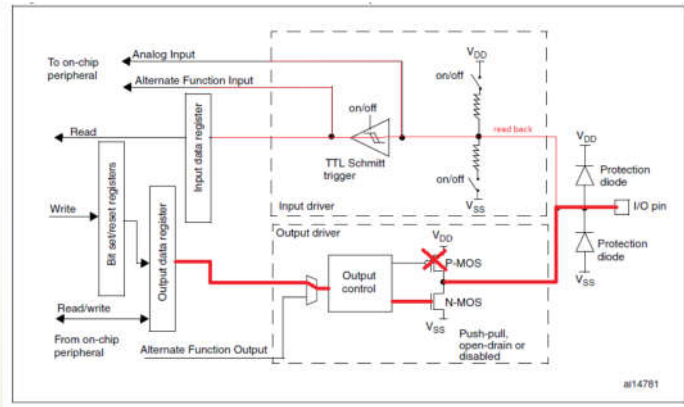 Analog Input
To on-chip
peripheral
Alternate Function Input
Read
Input data register
on/off
TTL Schmitt
trigger
VDD
on/off
read back
on/off
VSS
Input driver
VDD
Protection
diode
I/O pin
Protection
diode
VSS
Write
Bit set/reset registers
Output data register
Read/write
From on-chip
peripheral
Alternate Function Output
Output driver
Output
control
VDD
P-MOS
N-MOS
VSS
Push-pull,
open-drain or
disabled
ai14781